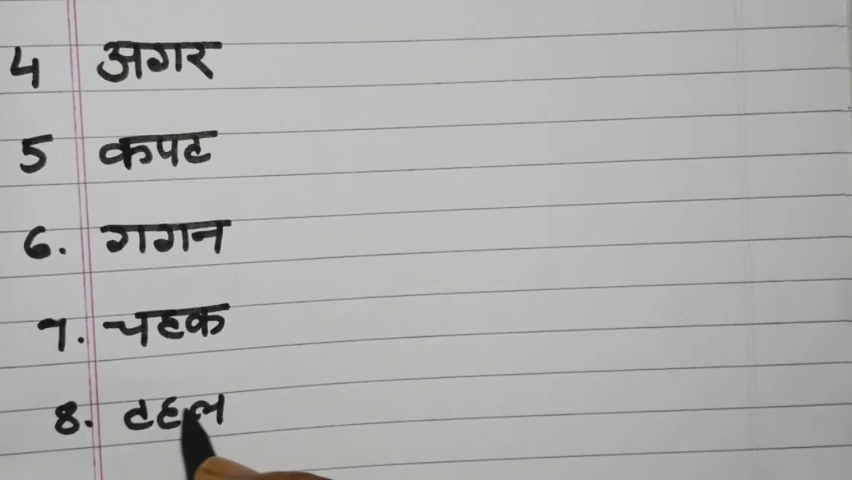 4 अगर
5 कपट
6. गगन
7. चहक
8. टहल